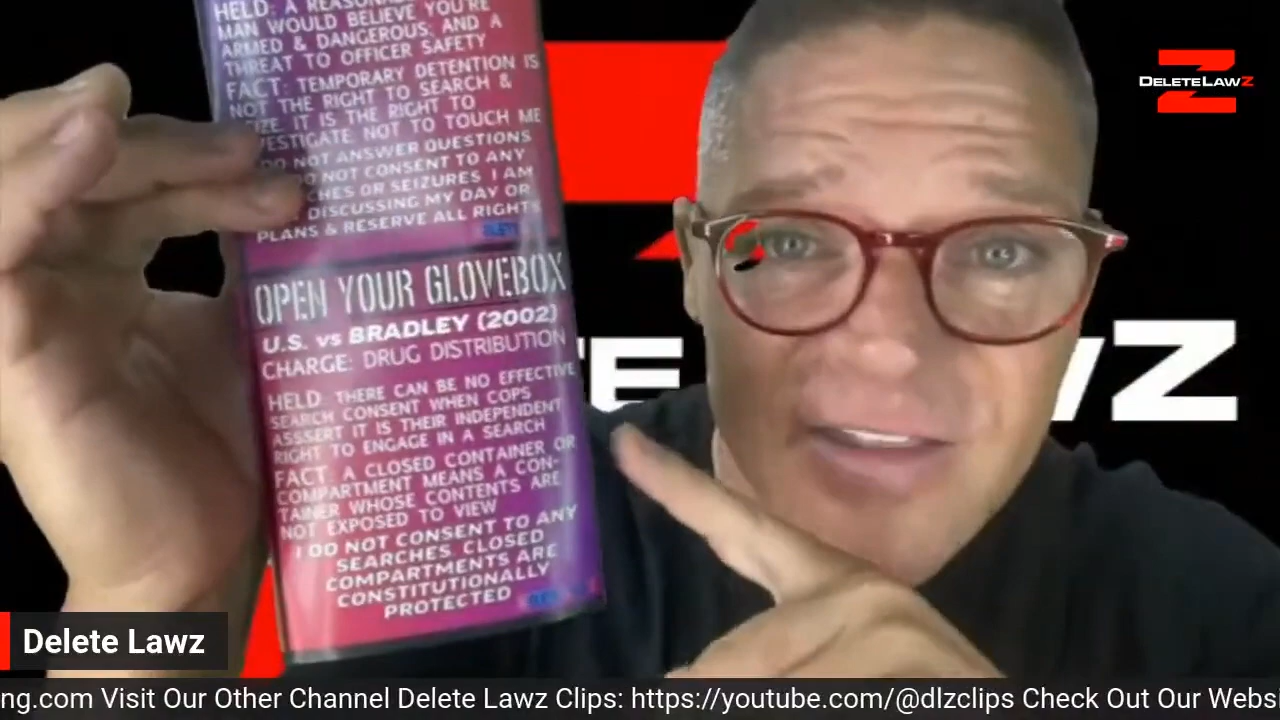 HELD: A REASONABLE
MAN WOULD BELIEVE YOU'RE
ARMED & DANGEROUS, AND A
THREAT TO OFFICER SAFETY
FACT: TEMPORARY DETENTION IS
NOT THE RIGHT TO SEARCH &
IT IS THE RIGHT TO
NOT TO TOUCH ME
DO NOT ANSWER QUESTIONS
DO NOT CONSENT TO ANY
OR SEIZURES I AM
DISCUSSING MY DAY OR
PLANS & RESERVE ALL RIGHTS
OPEN YOUR GLOVEBOX
U.S. vs BRADLEY (2002)
CHARGE: DRUG DISTRIBUTION
HELD: THERE CAN BE NO EFFECTIVE
SEARCH CONSENT WHEN COPS
ASSSERT IT IS THEIR INDEPENDENT
RIGHT TO ENGAGE IN A SEARCH
FACT: A CLOSED CONTAINER OR
COMPARTMENT MEANS A CON-
TAINER WHOSE CONTENTS ARE
NOT EXPOSED TO VIEW
I DO NOT CONSENT TO ANY
SEARCHES. CLOSED
COMPARTMENTS ARE
CONSTITUTIONALLY
PROTECTED
DELETELAWZ
TE
WZ
Delete Lawz
ng.com Visit Our Other Channel Delete Lawz Clips: https://youtube.com/@dlzclips Check Out Our Webs